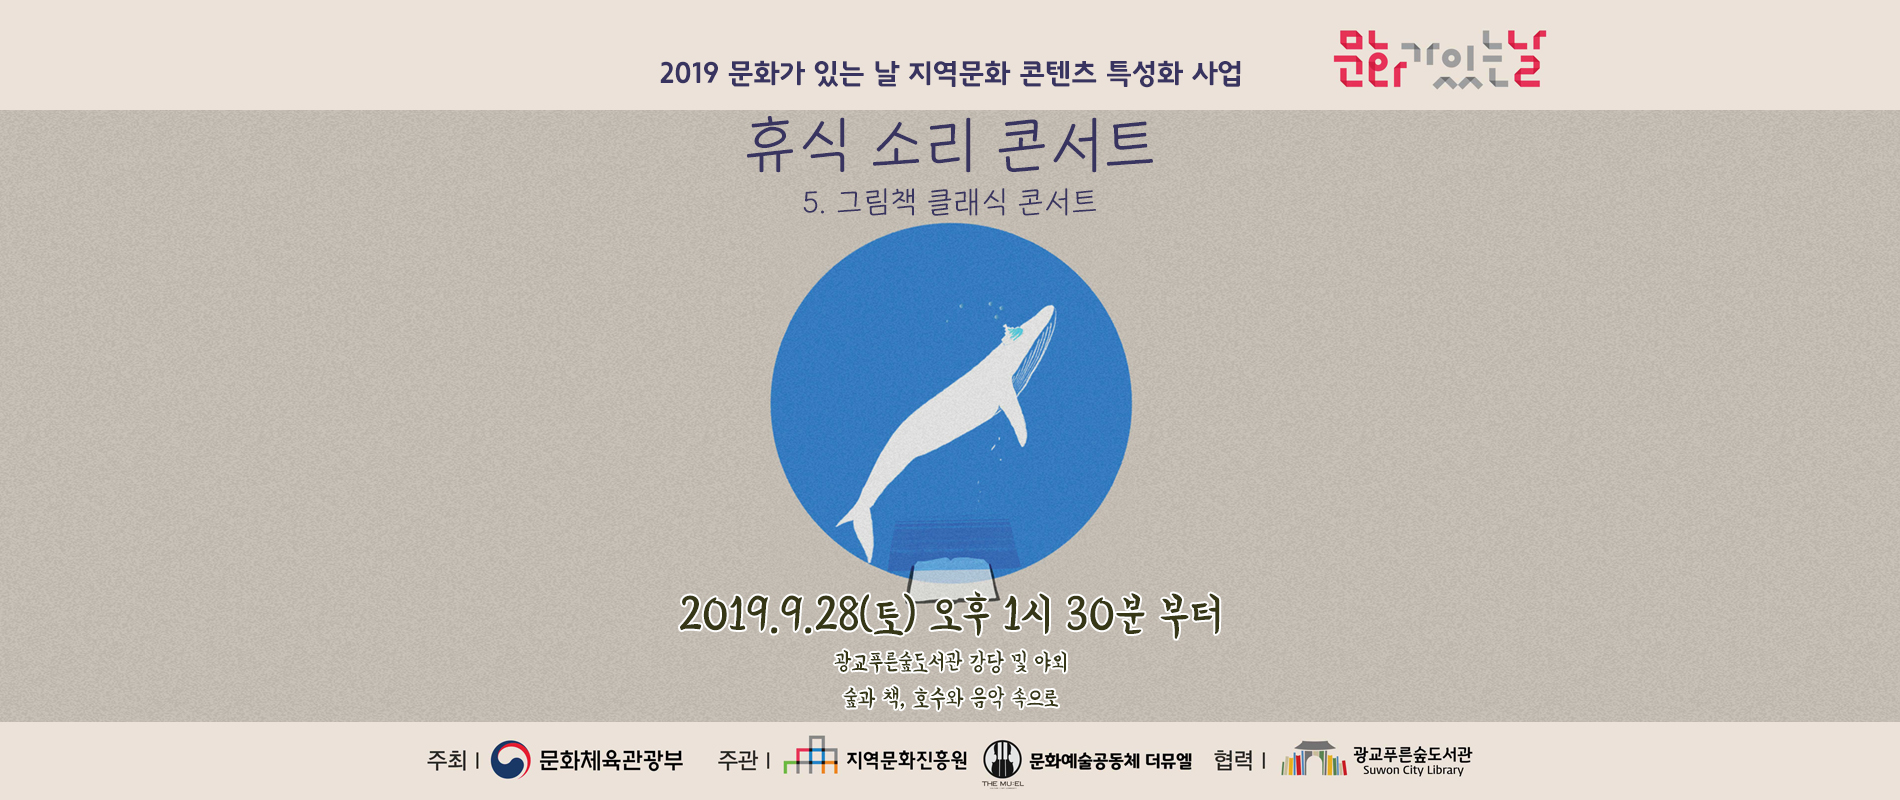 2019 문화가 있는 날 지역문화 콘텐츠 특성화 사업
문화가있는날
휴식 소리 콘서트
5. 그림책 클래식 콘서트
2019.9.28(토) 오후 1시 30분 부터
광교푸른숲도서관 강당 및 야외
숲과 책, 호수와 음악 속으로
주최 | 문화체육관광부 주관 | 지역문화진흥원 문화예술공동체 더뮤엘 협력 | 광교푸른숲도서관
THE MU:EL
Suwon City Library